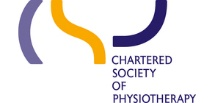 CHARTERED
SOCIETY
OF
PHYSIOTHERAPY